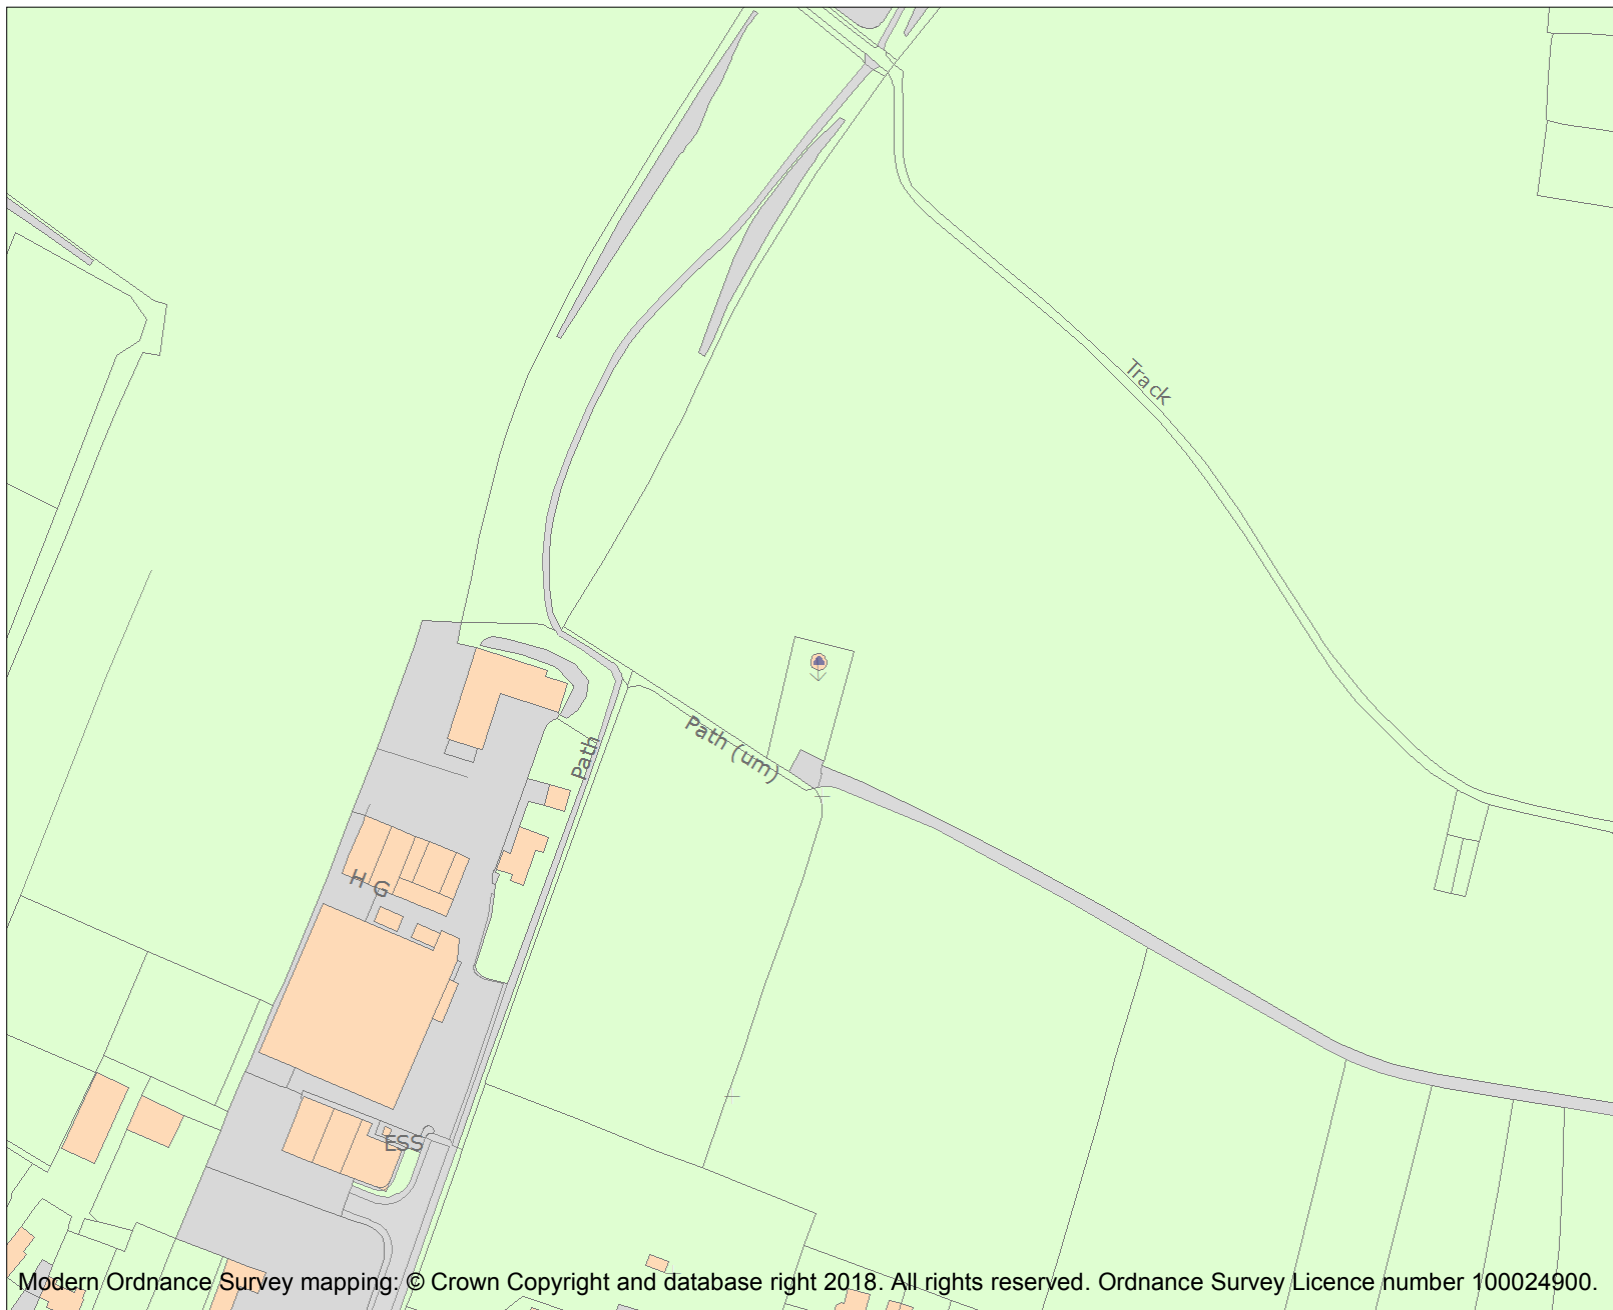 Track
Path (um)
Path
H G
ESS
Modern Ordnance Survey mapping: © Crown Copyright and database right 2018. All rights reserved. Ordnance Survey Licence number 100024900.